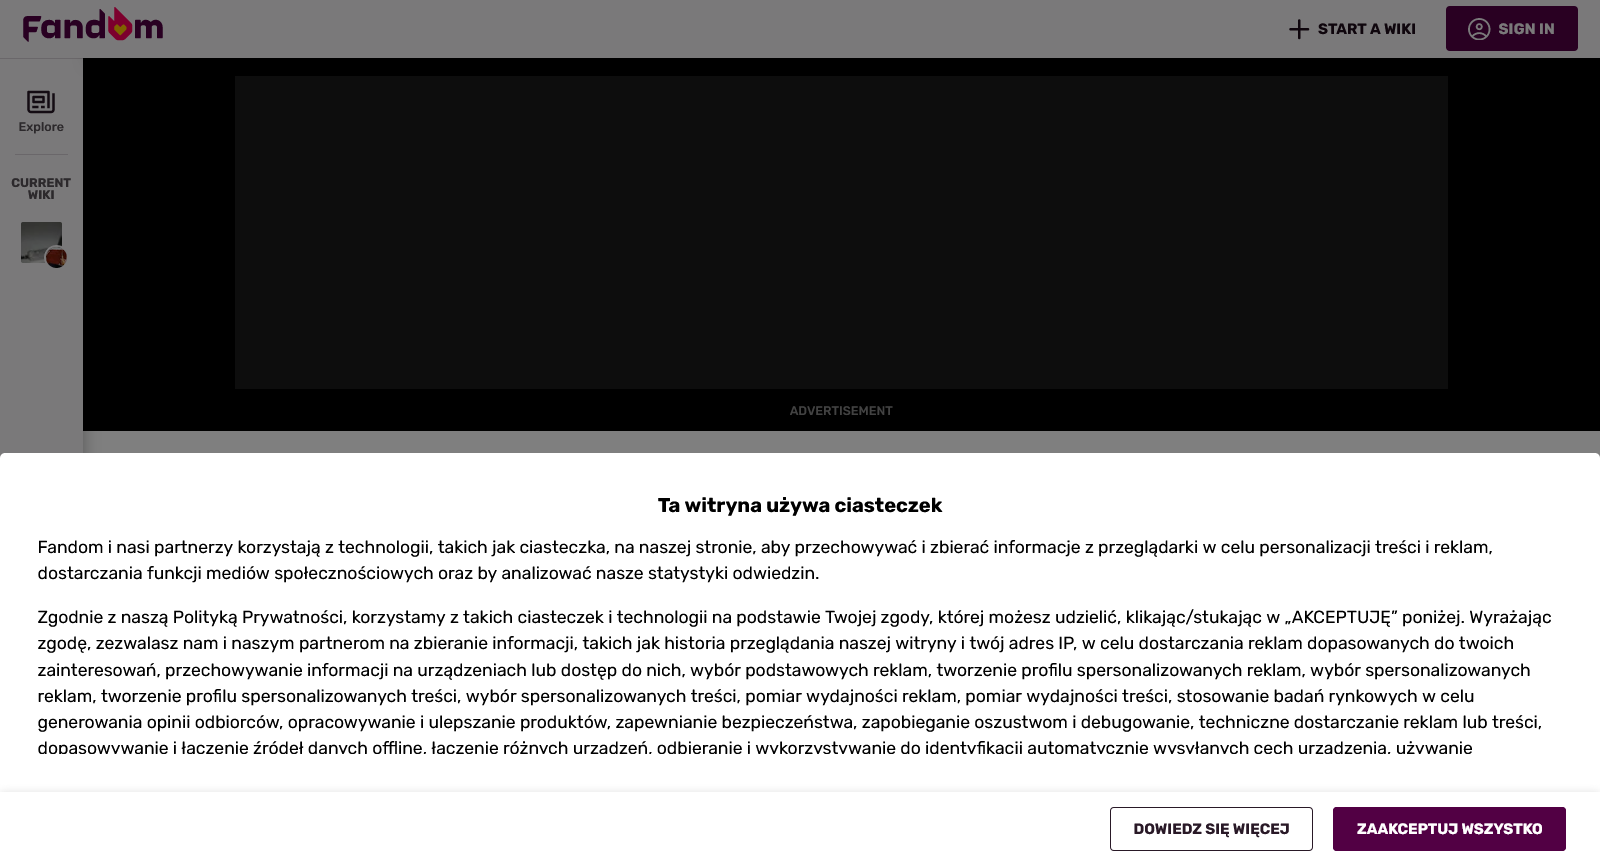 Fandom
START A WIKI
SIGN IN
Explore
CURRENT
WIKI
ADVERTISEMENT
Ta witryna używa ciasteczek
Fandom i nasi partnerzy korzystają z technologii, takich jak ciasteczka, na naszej stronie, aby przechowywać i zbierać informacje z przeglądarki w celu personalizacji treści i reklam,
dostarczania funkcji mediów społecznościowych oraz by analizować nasze statystyki odwiedzin.
Zgodnie z naszą Polityką Prywatności, korzystamy z takich ciasteczek i technologii na podstawie Twojej zgody, której możesz udzielić, klikając/stukając w „AKCEPTUJĘ” poniżej. Wyrażając
zgodę, zezwalasz nam i naszym partnerom na zbieranie informacji, takich jak historia przeglądania naszej witryny i twój adres IP, w celu dostarczania reklam dopasowanych do twoich
zainteresowań, przechowywanie informacji na urządzeniach lub dostęp do nich, wybór podstawowych reklam, tworzenie profilu spersonalizowanych reklam, wybór spersonalizowanych
reklam, tworzenie profilu spersonalizowanych treści, wybór spersonalizowanych treści, pomiar wydajności reklam, pomiar wydajności treści, stosowanie badań rynkowych w celu
generowania opinii odbiorców, opracowywanie i ulepszanie produktów, zapewnianie bezpieczeństwa, zapobieganie oszustwom i debugowanie, techniczne dostarczanie reklam lub treści,
dopasowywanie i łączenie źródeł danych offline, łączenie różnych urządzeń, odbieranie i wykorzystywanie do identyfikacji automatycznie wysyłanych cech urządzenia, używanie
DOWIEDZ SIĘ WIĘCEJ
ZAAKCEPTUJ WSZYSTKO